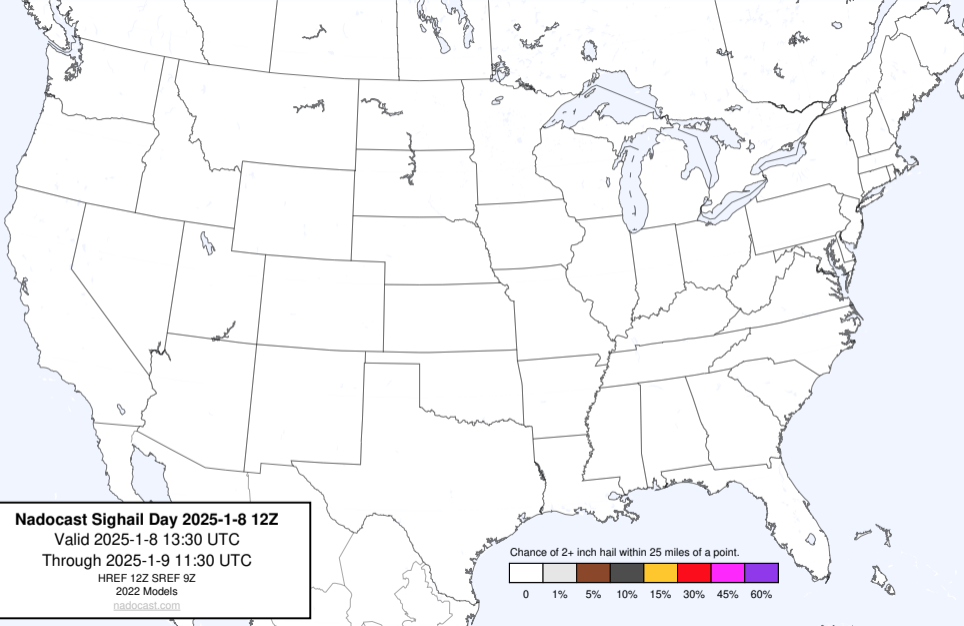 Nadocast Sighail Day 2025-1-8 12Z
Valid 2025-1-8 13:30 UTC
Through 2025-1-9 11:30 UTC
HREF 12Z SREF 9Z
2022 Models
nadocast.com
Chance of 2+ inch hail within 25 miles of a point.
0 1% 5% 10% 15% 30% 45% 60%